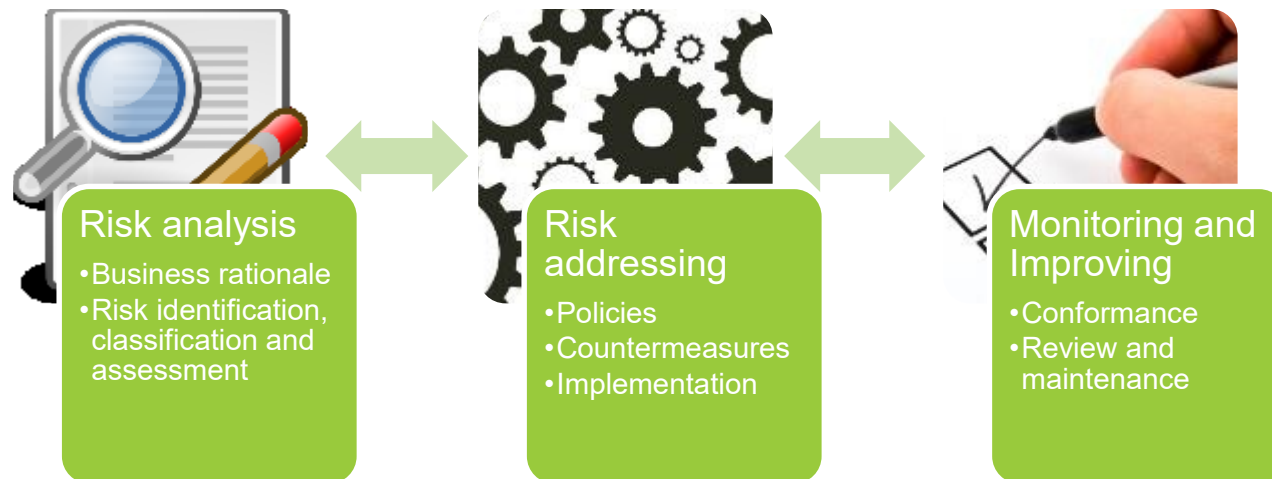 Risk analysis
•Business rationale
•Risk identification,
classification and
assessment
Risk
addressing
•Policies
•Countermeasures
•Implementation
Monitoring and
Improving
•Conformance
•Review and
maintenance